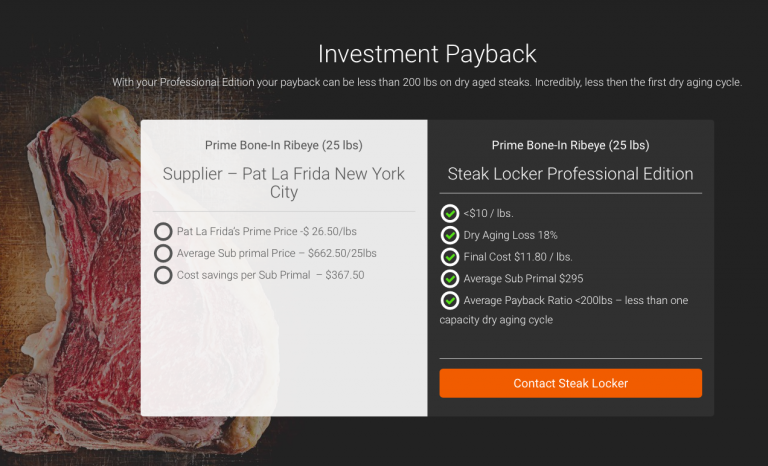 Investment Payback
With your Professional Edition your payback can be less than 200 lbs on dry aged steaks. Incredibly, less then the first dry aging cycle.
Prime Bone-In Ribeye (25 lbs)
Supplier – Pat La Frida New York
City
Pat La Frida's Prime Price -$ 26.50/lbs
Average Sub primal Price – $662.50/25lbs
Cost savings per Sub Primal – $367.50
Prime Bone-In Ribeye (25 lbs)
Steak Locker Professional Edition
<$10 / lbs.
Dry Aging Loss 18%
Final Cost $11.80 / lbs.
Average Sub Primal $295
Average Payback Ratio <200lbs – less than one
capacity dry aging cycle
Contact Steak Locker